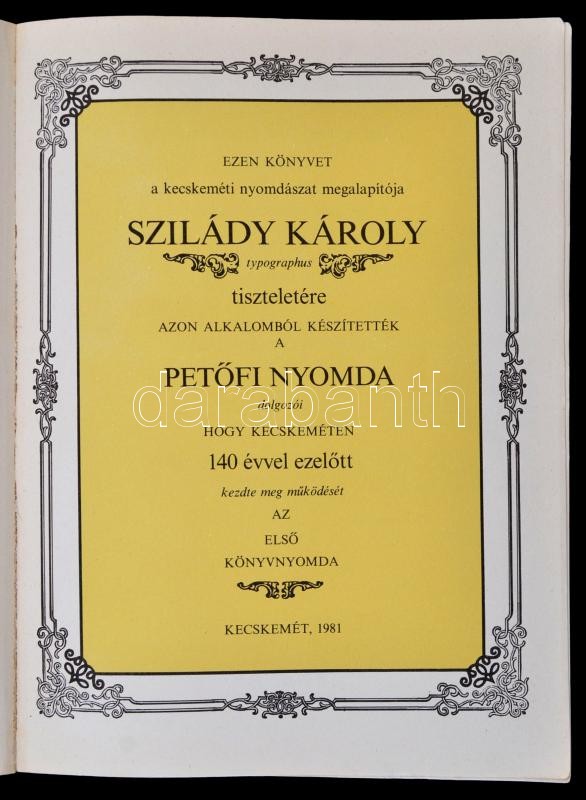 EZEN KÖNYVET
a kecskeméti nyomdászat megalapítója
SZILÁDY KÁROLY
typographus
tiszteletére
AZON ALKALOMBÓL KÉSZÍTETTÉK
A
PETŐFI NYOMDA
dolgozói
darabanth
HOGY KECSKEMÉTEN
140 évvel ezelőtt
kezdte meg működését
AZ
ELSŐ
KÖNYVNYOMDA
KECSKEMÉT, 1981